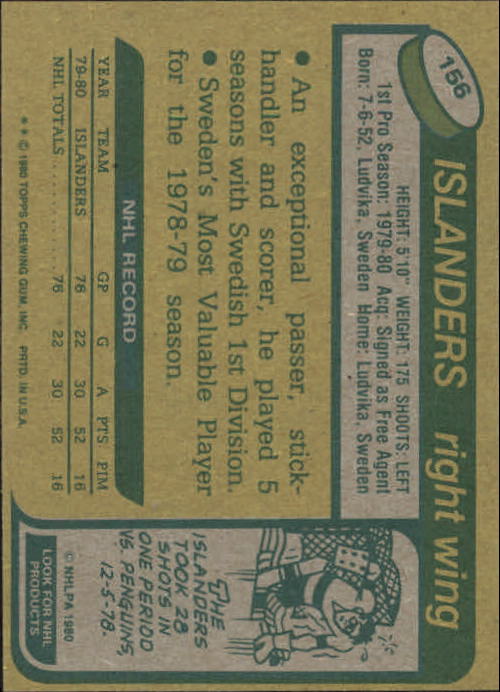 156
ISLANDERS right wing
HEIGHT: 5'10" WEIGHT: 175 SHOOTS: LEFT
1st Pro Season: 1979-80 Acq: Signed as Free Agent
Born: 7-6-52, Ludvika, Sweden Home: Ludvika, Sweden
• An exceptional passer, stick-
handler and scorer, he played 5
seasons with Swedish 1st Division.
• Sweden's Most Valuable Player
for the 1978-79 season.
NHL RECORD
YEAR TEAM GP G A PTS PIM
79-80 ISLANDERS 76 22 30 52 16
NHL TOTALS.......... 76 22 30 52 16
** © 1980 TOPPS CHEWING GUM, INC. PRTD. IN U.S.A.
THE
ISLANDERS
TOOK 28
SHOTS IN
ONE PERIOD
VS. PENGUINS,
12-5-78.
© NHLPA 1980
LOOK FOR NHL
PRODUCTS